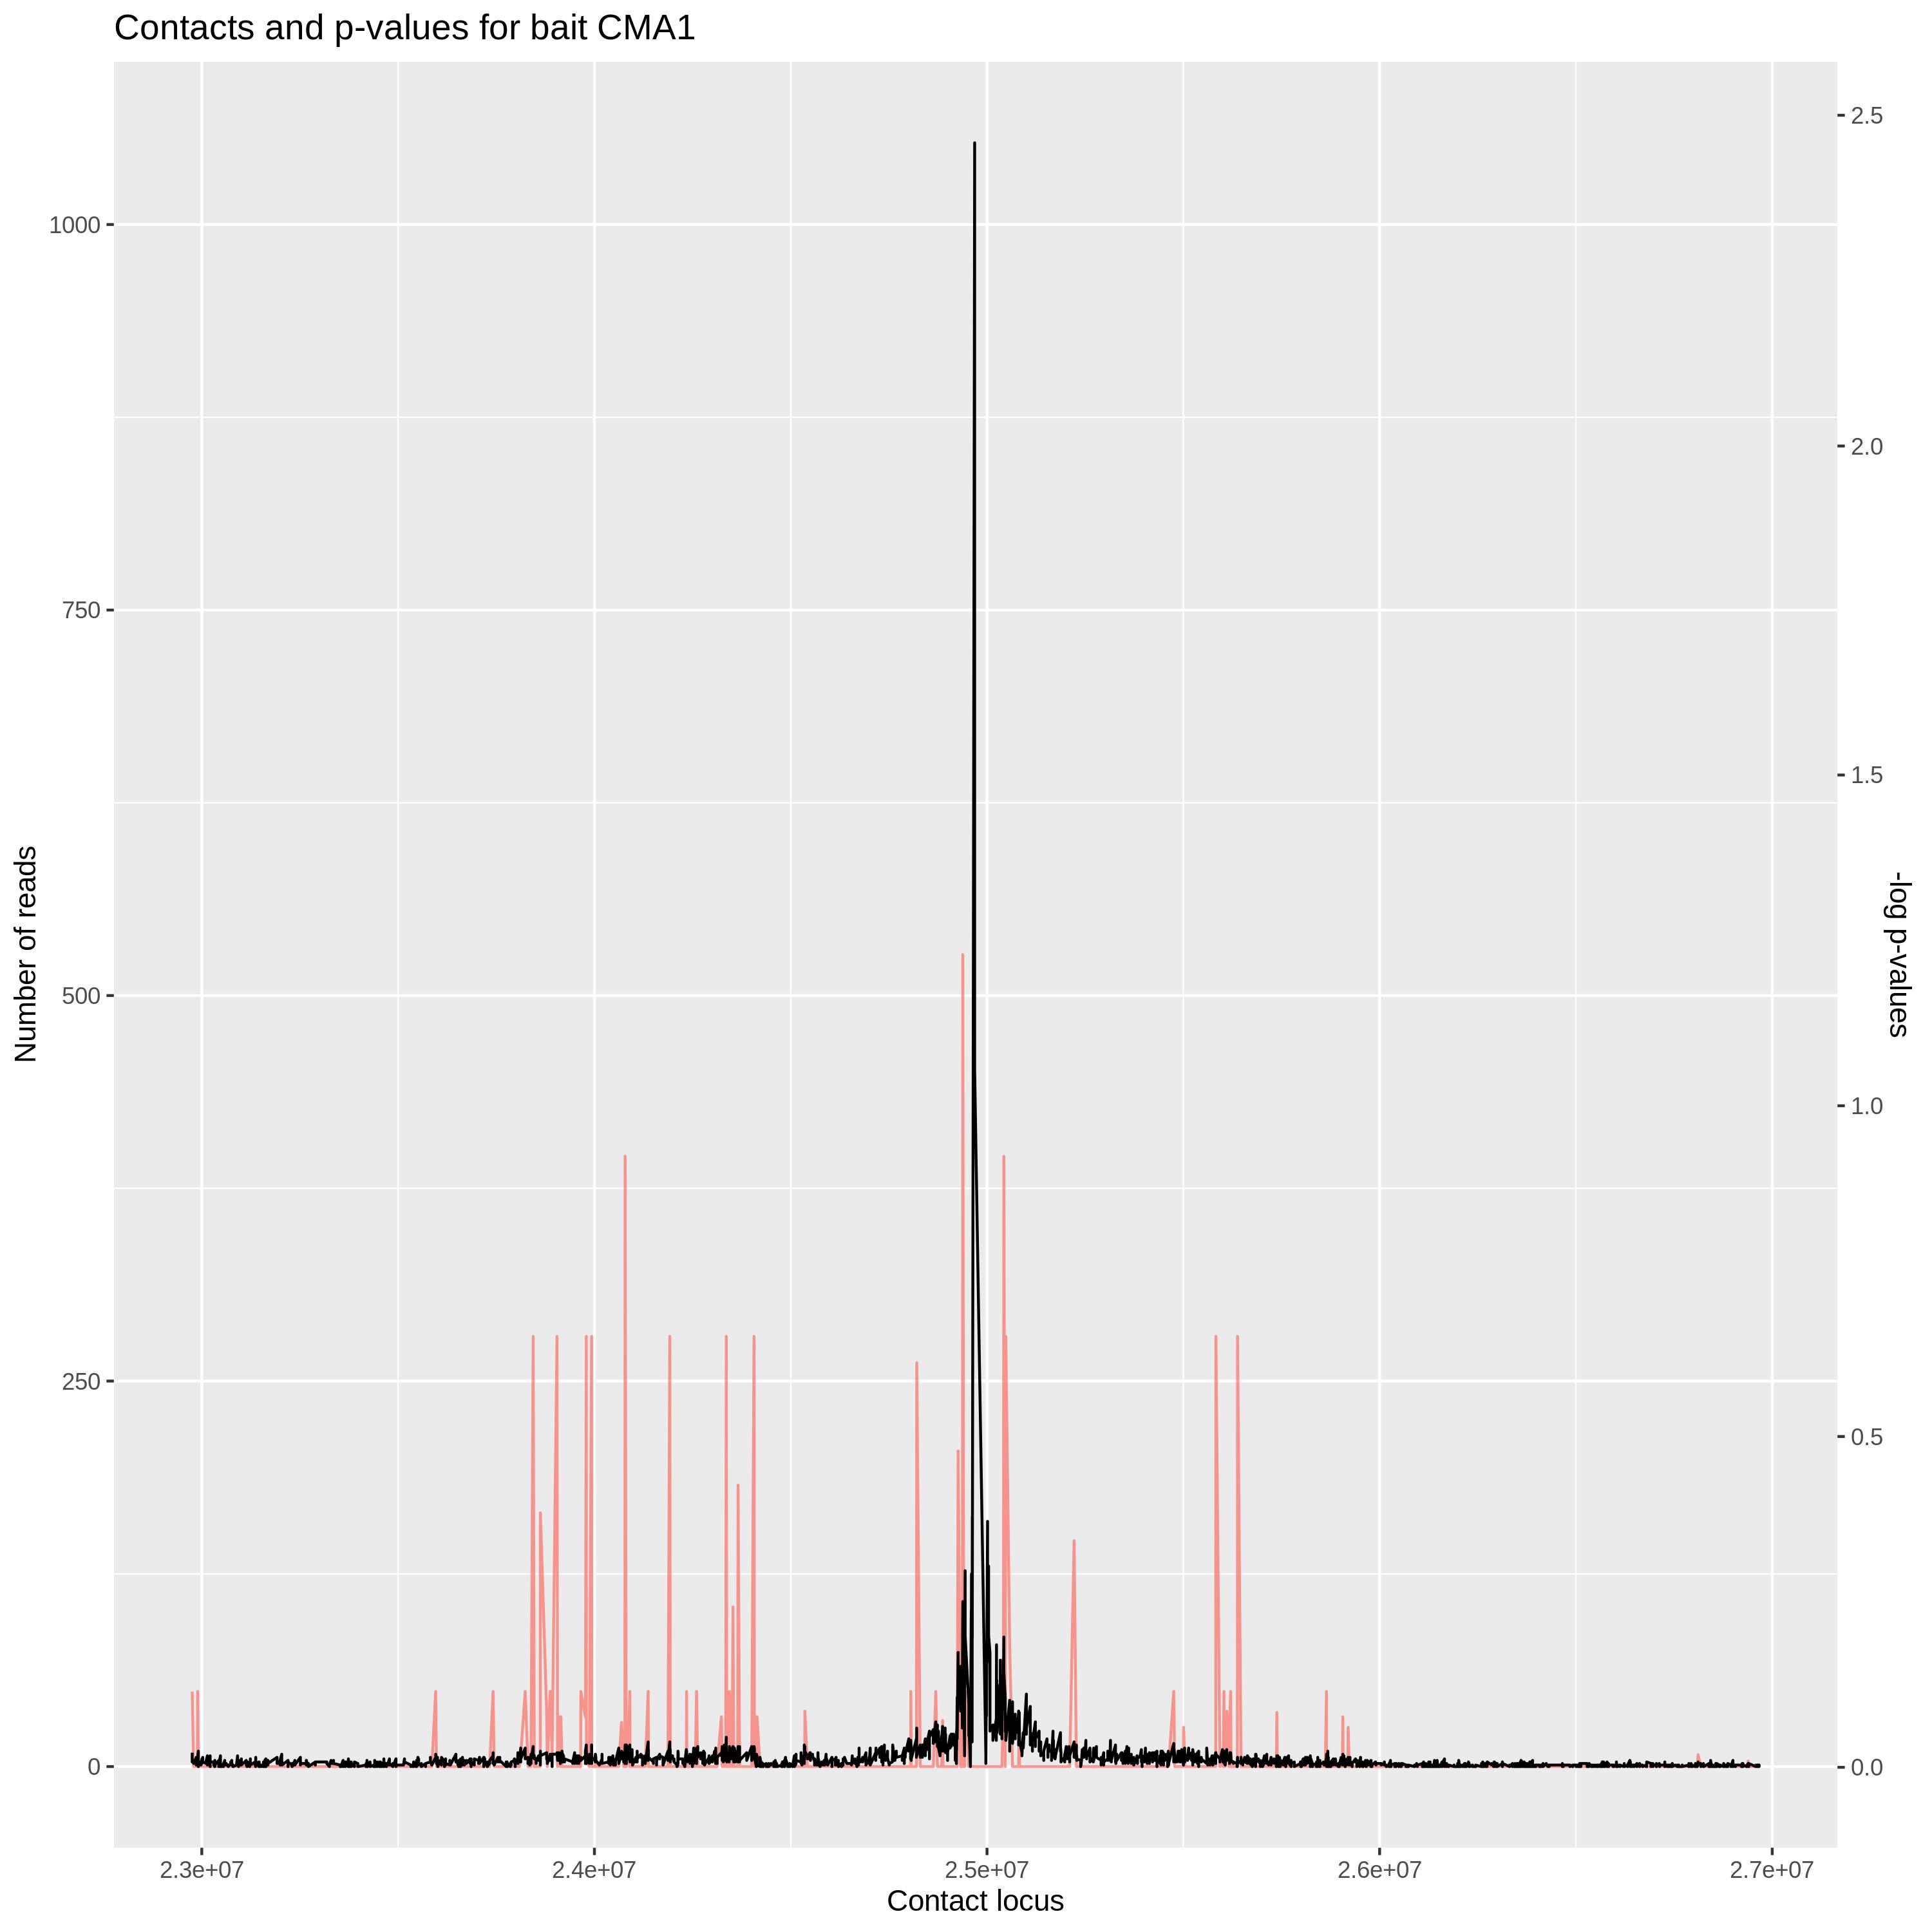 Contacts and p-values for bait CMA1
Number of reads
1000
750
500
250
0
2.5
2.0
1.5
1.0
0.5
0.0
-log p-values
2.3e+07
2.4e+07
2.5e+07
2.6e+07
2.7e+07
Contact locus